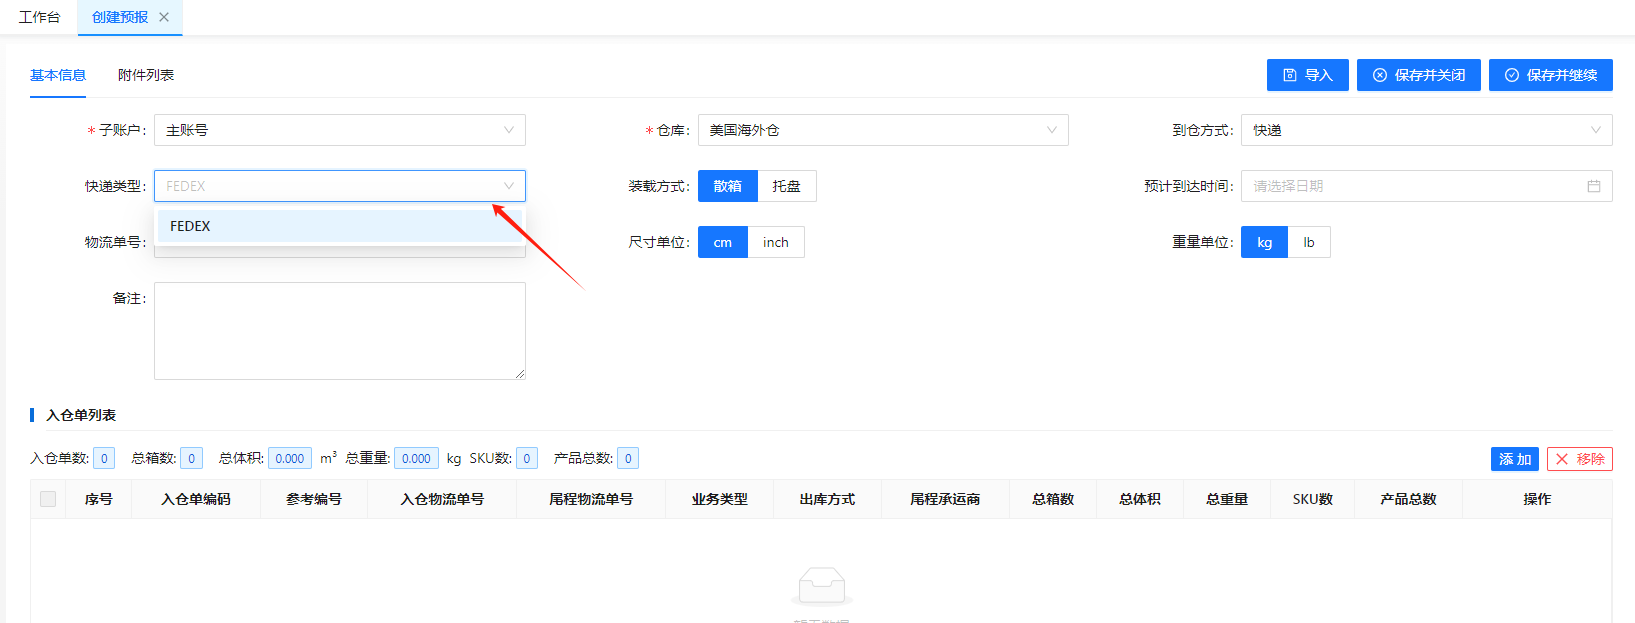 工作台 创建预报
基本信息 附件列表 导入 保存并关闭 保存并继续
* 子账户: 主账号 * 仓库: 美国海外仓 到仓方式: 快递
快递类型: FEDEX 装载方式: 散箱 托盘 预计到达时间: 请选择日期
FEDEX
物流单号: 尺寸单位: cm inch 重量单位: kg lb
备注:
入仓单列表
入仓单数: 0 总箱数: 0 总体积: 0.000 m³ 总重量: 0.000 kg SKU数: 0 产品总数: 0 添加 移除
序号 入仓单编码 参考编号 入仓物流单号 尾程物流单号 业务类型 出库方式 尾程承运商 总箱数 总体积 总重量 SKU数 产品总数 操作